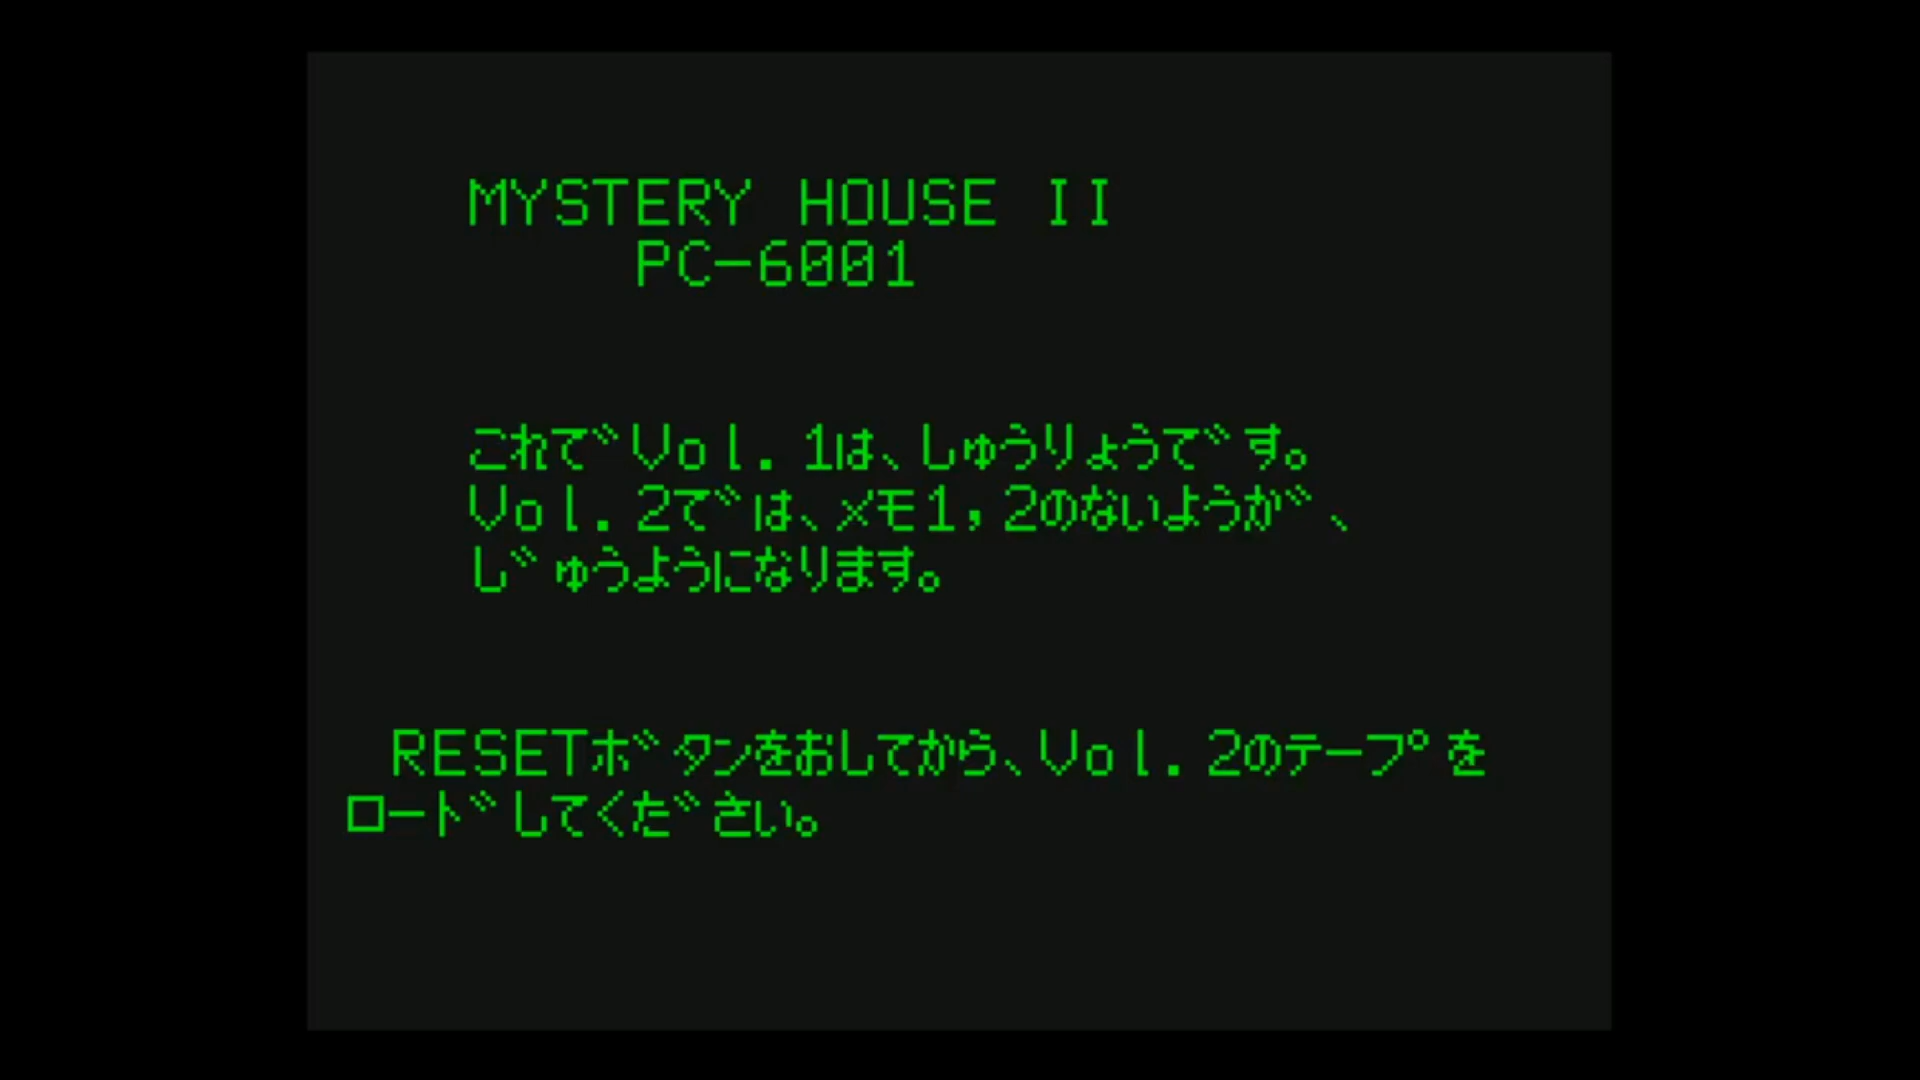 MYSTERY HOUSE II
PC-6001
これで Vol.1は、しゅうりょうです。
Vol.2では、メモ1,2のないようが、
じゅうようになります。
RESETボタンをおしてから、Vol.2のテープを
ロードしてください。